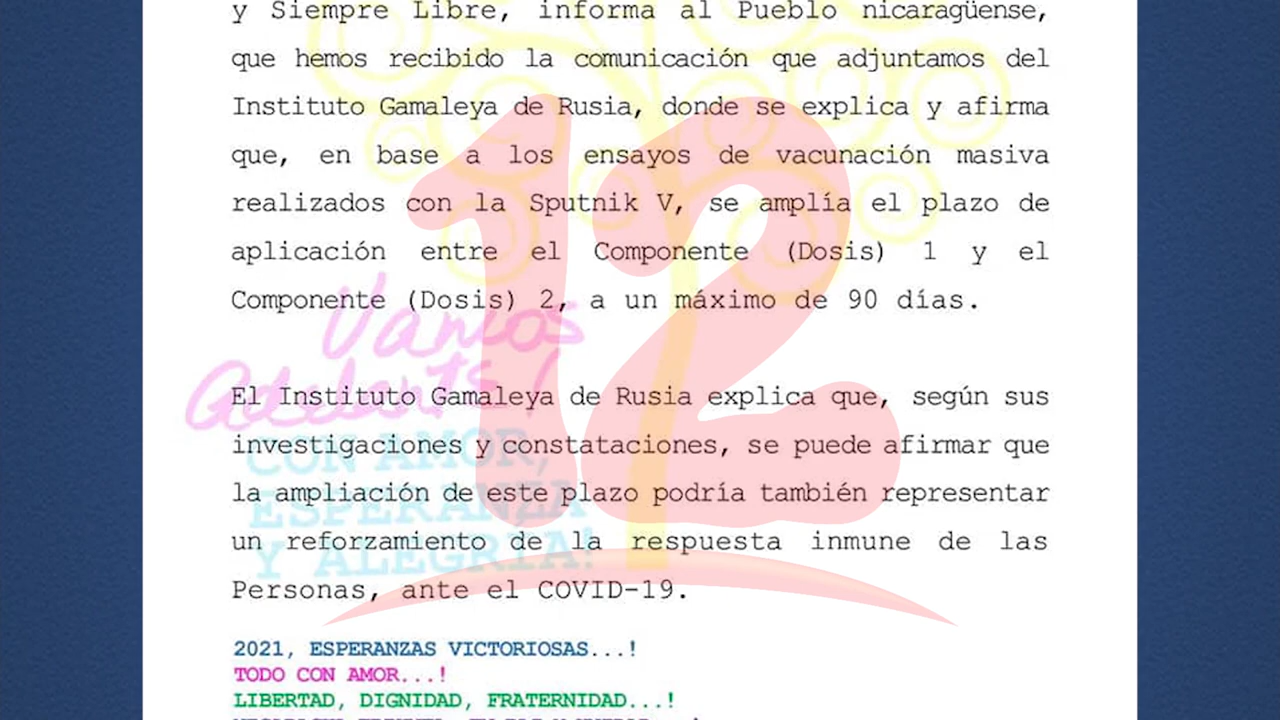 y Siempre Libre, informa al Pueblo nicaragüense,
que hemos recibido la comunicación que adjuntamos del
Instituto Gamaleya de Rusia, donde se explica y afirma
que, en base a los ensayos de vacunación masiva
realizados con la Sputnik V, se amplía el plazo de
aplicación entre el Componente (Dosis) 1 y el
Componente (Dosis) 2, a un máximo de 90 días.
12
Vamos
Adelante!
El Instituto Gamaleya de Rusia explica que, según sus
investigaciones y constataciones, se puede afirmar que
la ampliación de este plazo podría también representar
un reforzamiento de la respuesta inmune de las
Personas, ante el COVID-19.
CON AMOR,
ESPERANZA
Y ALEGRÍA!
2021, ESPERANZAS VICTORIOSAS...!
TODO CON AMOR...!
LIBERTAD, DIGNIDAD, FRATERNIDAD...!